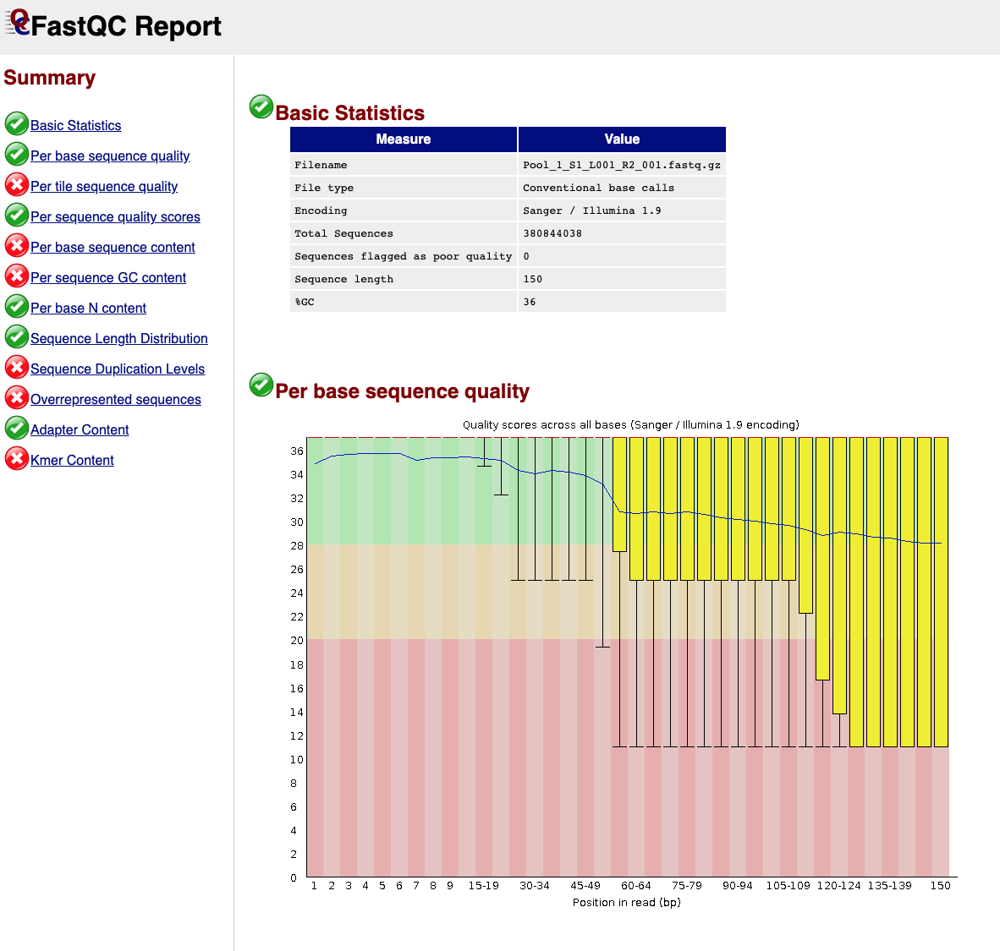 FastQC Report
Summary
Basic Statistics
Per base sequence quality
Per tile sequence quality
Per sequence quality scores
Per base sequence content
Per sequence GC content
Per base N content
Sequence Length Distribution
Sequence Duplication Levels
Overrepresented sequences
Adapter Content
Kmer Content
Basic Statistics
Measure Value
Filename Pool_1_S1_L001_R2_001.fastq.gz
File type Conventional base calls
Encoding Sanger / Illumina 1.9
Total Sequences 380844038
Sequences flagged as poor quality 0
Sequence length 150
%GC 36
Per base sequence quality
Quality scores across all bases (Sanger / Illumina 1.9 encoding)
36
34
32
30
28
26
24
22
20
18
16
14
12
10
8
6
4
2
0
1 2 3 4 5 6 7 8 9 15-19 30-34 45-49 60-64 75-79 90-94 105-109 120-124 135-139 150
Position in read (bp)